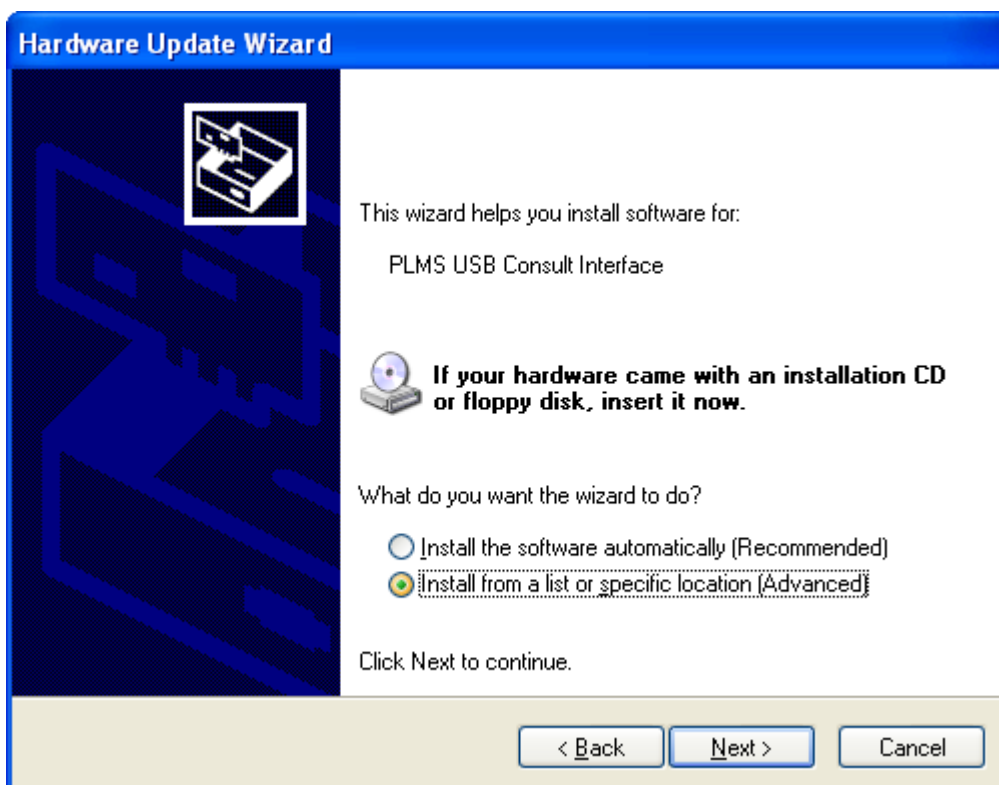 Hardware Update Wizard
This wizard helps you install software for:
PLMS USB Consult Interface
If your hardware came with an installation CD
or floppy disk, insert it now.
What do you want the wizard to do?
Install the software automatically (Recommended)
Install from a list or specific location (Advanced)
Click Next to continue.
< Back Next > Cancel